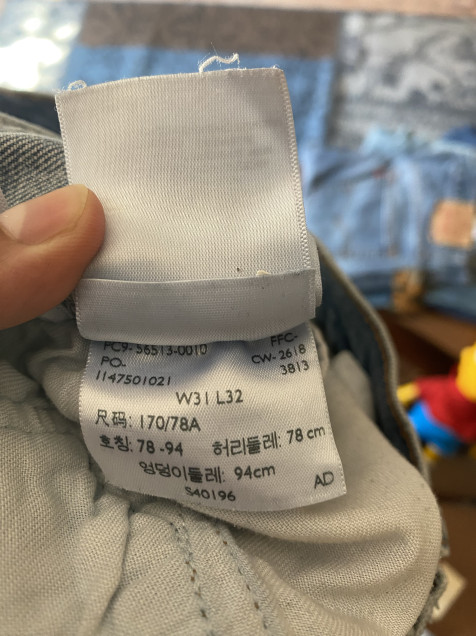 PC9- 56513-0010 FFC-
PO- CW-2618
1147501021 3813
W31 L32
尺码: 170/78A
호칭: 78 -94 허리둘레: 78 cm
엉덩이둘레: 94cm
S40196 AD